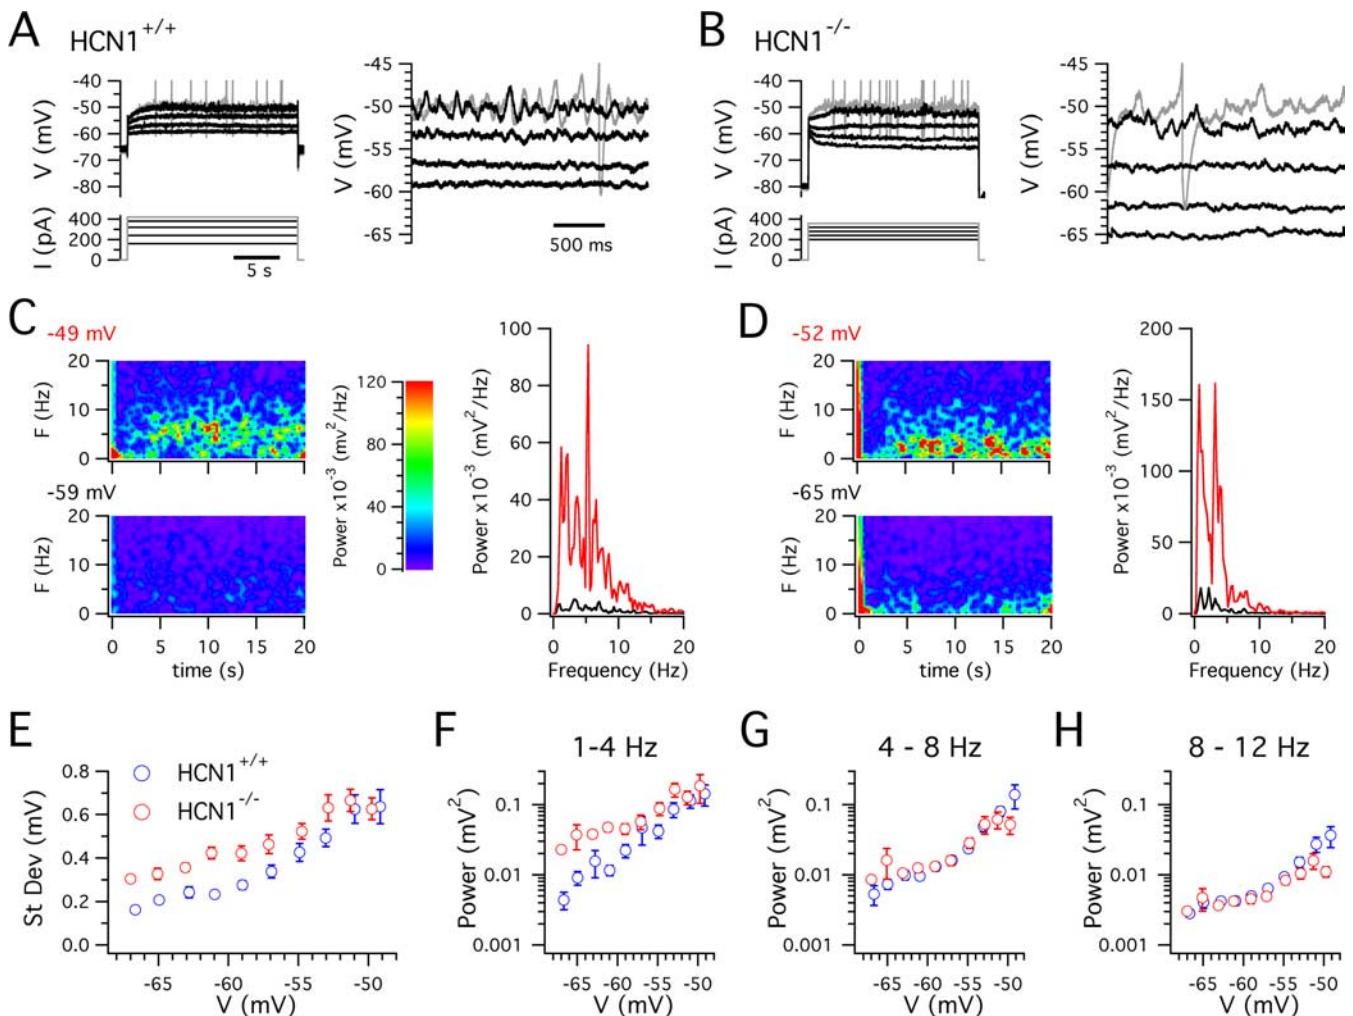 A HCN1+/+
-40
-50
-60
-70
-80
V (mV)
400
200
0
I (pA)
5 s
-45
-50
-55
-60
-65
V (mV)
500 ms
B HCN1-/-
-40
-50
-60
-70
-80
V (mV)
400
200
0
I (pA)
-45
-50
-55
-60
-65
V (mV)
C
-49 mV
20
10
0
F (Hz)
-59 mV
20
10
0
F (Hz)
0 5 10 15 20
time (s)
120
80
40
0
Power x10-3 (mv2/Hz)
100
80
60
40
20
0
Power x10-3 (mV2/Hz)
0 10 20
Frequency (Hz)
D
-52 mV
20
10
0
F (Hz)
-65 mV
20
10
0
F (Hz)
0 5 10 15 20
time (s)
200
150
100
50
0
Power x10-3 (mV2/Hz)
0 10 20
Frequency (Hz)
E
HCN1+/+
HCN1-/-
0.8
0.6
0.4
0.2
0.0
St Dev (mV)
-65 -60 -55 -50
V (mV)
F
1-4 Hz
0.1
0.01
0.001
Power (mV2)
-65 -60 -55 -50
V (mV)
G
4 - 8 Hz
0.1
0.01
0.001
Power (mV2)
-65 -60 -55 -50
V (mV)
H
8 - 12 Hz
0.1
0.01
0.001
Power (mV2)
-65 -60 -55 -50
V (mV)